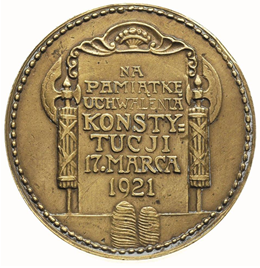 NA
PAMIĄTKĘ
UCHWALENIA
KONSTY-
TUCJI
17. MARCA
1921